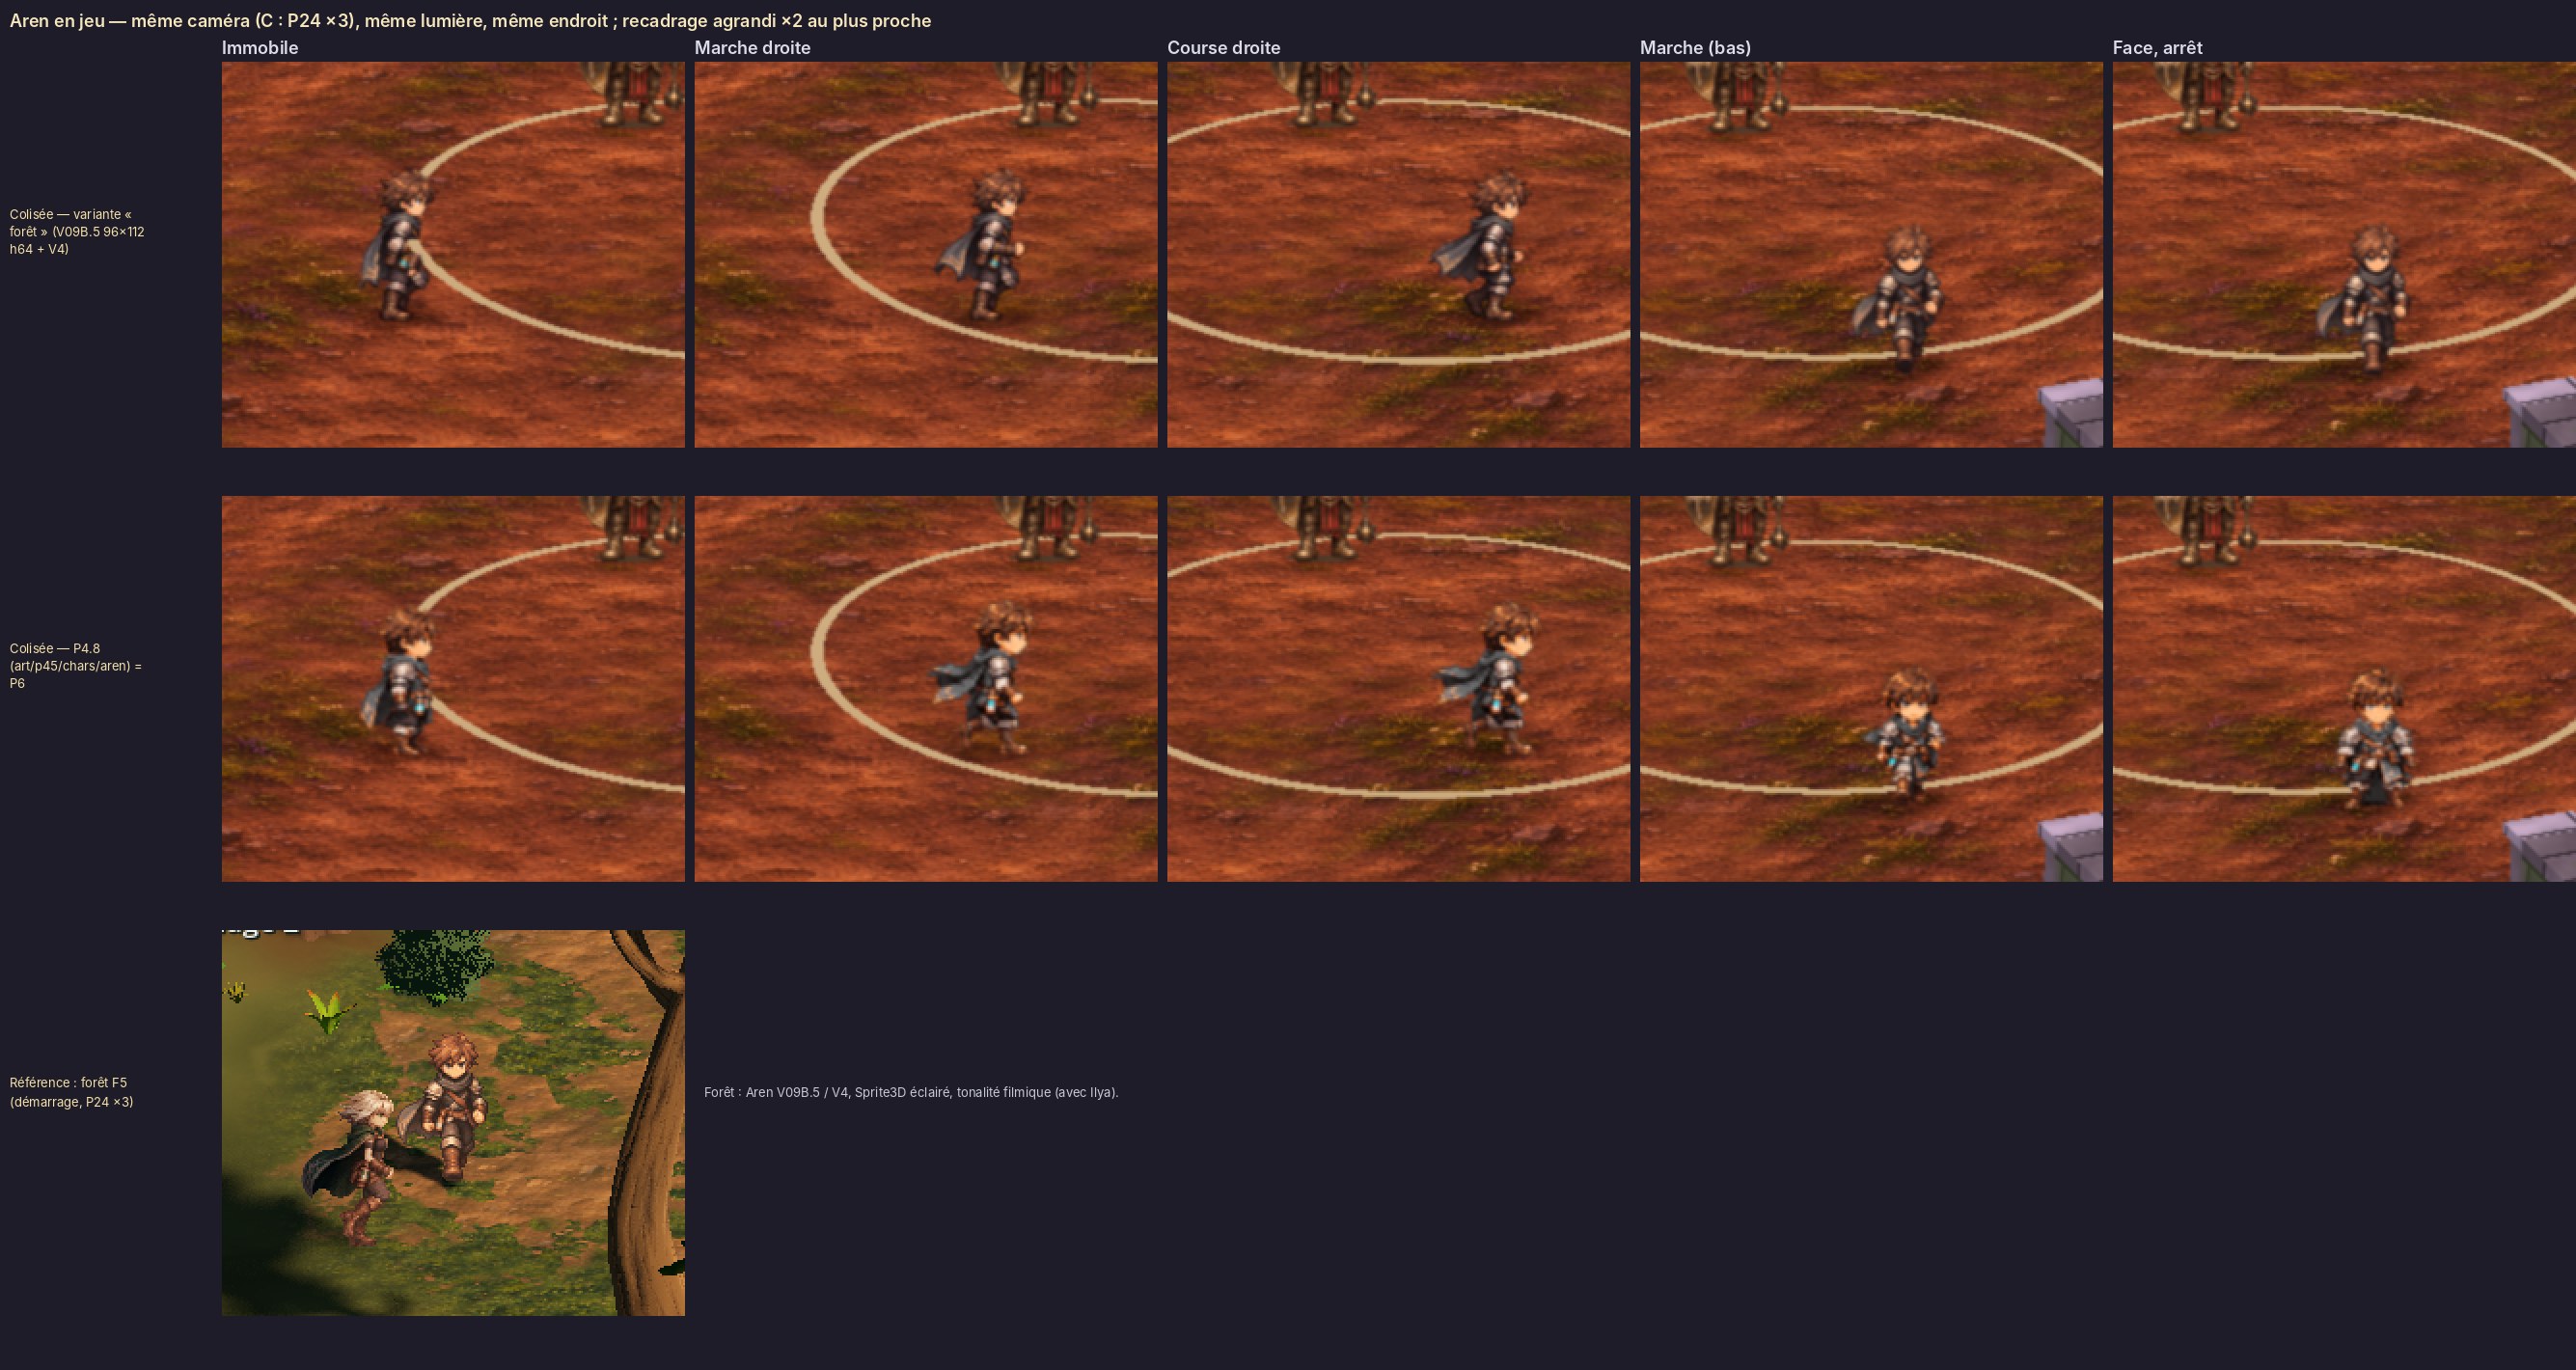 Aren en jeu — même caméra (C : P24 ×3), même lumière, même endroit ; recadrage agrandi ×2 au plus proche
Immobile
Marche droite
Course droite
Marche (bas)
Face, arrêt
Colisée — variante «
forêt » (V09B.5 96×112
h64 + V4)
Colisée — P4.8
(art/p45/chars/aren) =
P6
Référence : forêt F5
(démarrage, P24 ×3)
Forêt : Aren V09B.5 / V4, Sprite3D éclairé, tonalité filmique (avec Ilya).